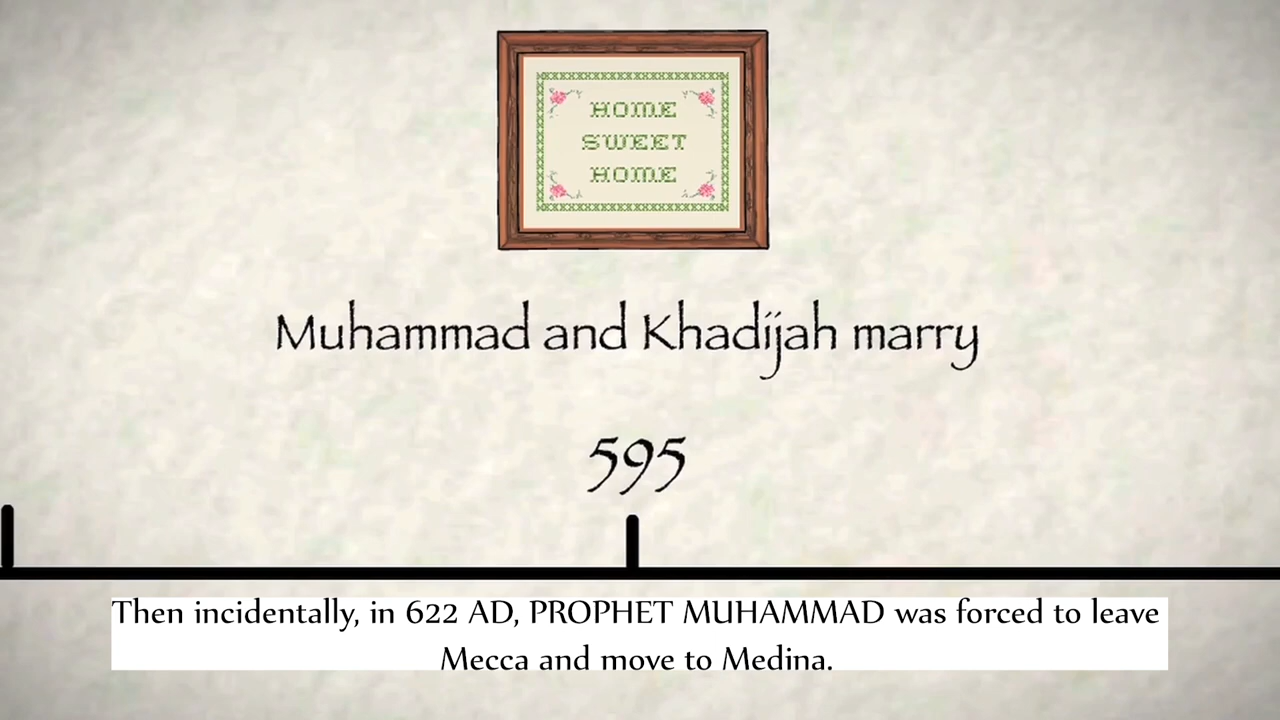 HOME
SWEET
HOME
Muhammad and Khadijah marry
595
Then incidentally, in 622 AD, PROPHET MUHAMMAD was forced to leave
Mecca and move to Medina.